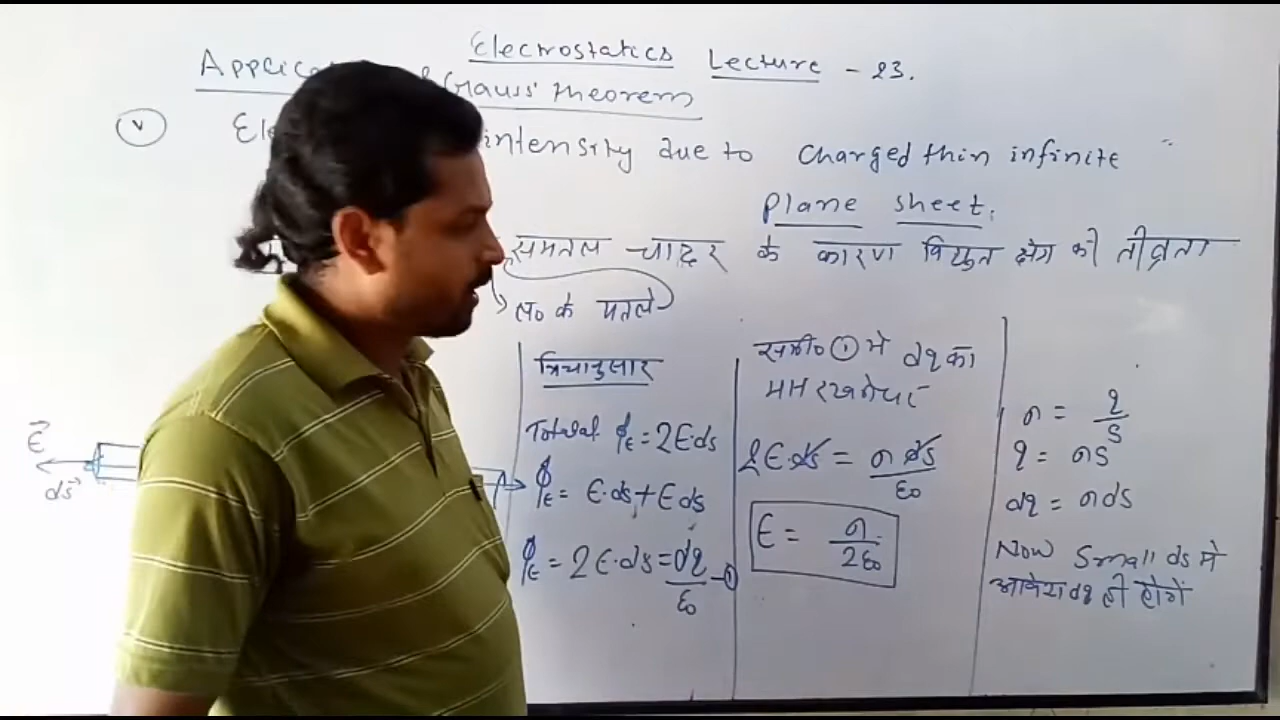 Electrostatics Lecture - 23.
Gauss' theorem
(v)
intensity due to charged thin infinite
Plane sheet.
समतल चादर के कारण विद्युत क्षेत्र की तीव्रता
ल० के पतले
चित्रानुसार
Total ϕE = 2E·ds
ϕE = E·ds + E ds
ϕE = 2E·ds = dq/ε0 —①
समी० ① मे dq का
मान रखने पर
2E·ds = σ ds/ε0
E = σ/2ε0
σ = q/S
q = σS
dq = σds
Now Small ds मे
आवेश dq ही होगें
E⃗
ds⃗